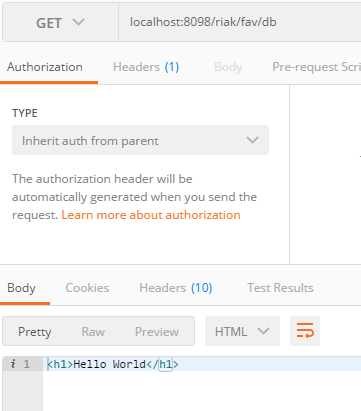 GET localhost:8098/riak/fav/db
Authorization Headers (1) Body Pre-request Scri
TYPE
Inherit auth from parent
The authorization header will be
automatically generated when you send the
request. Learn more about authorization
Body Cookies Headers (10) Test Results
Pretty Raw Preview HTML
i 1 <h1>Hello World</h1>